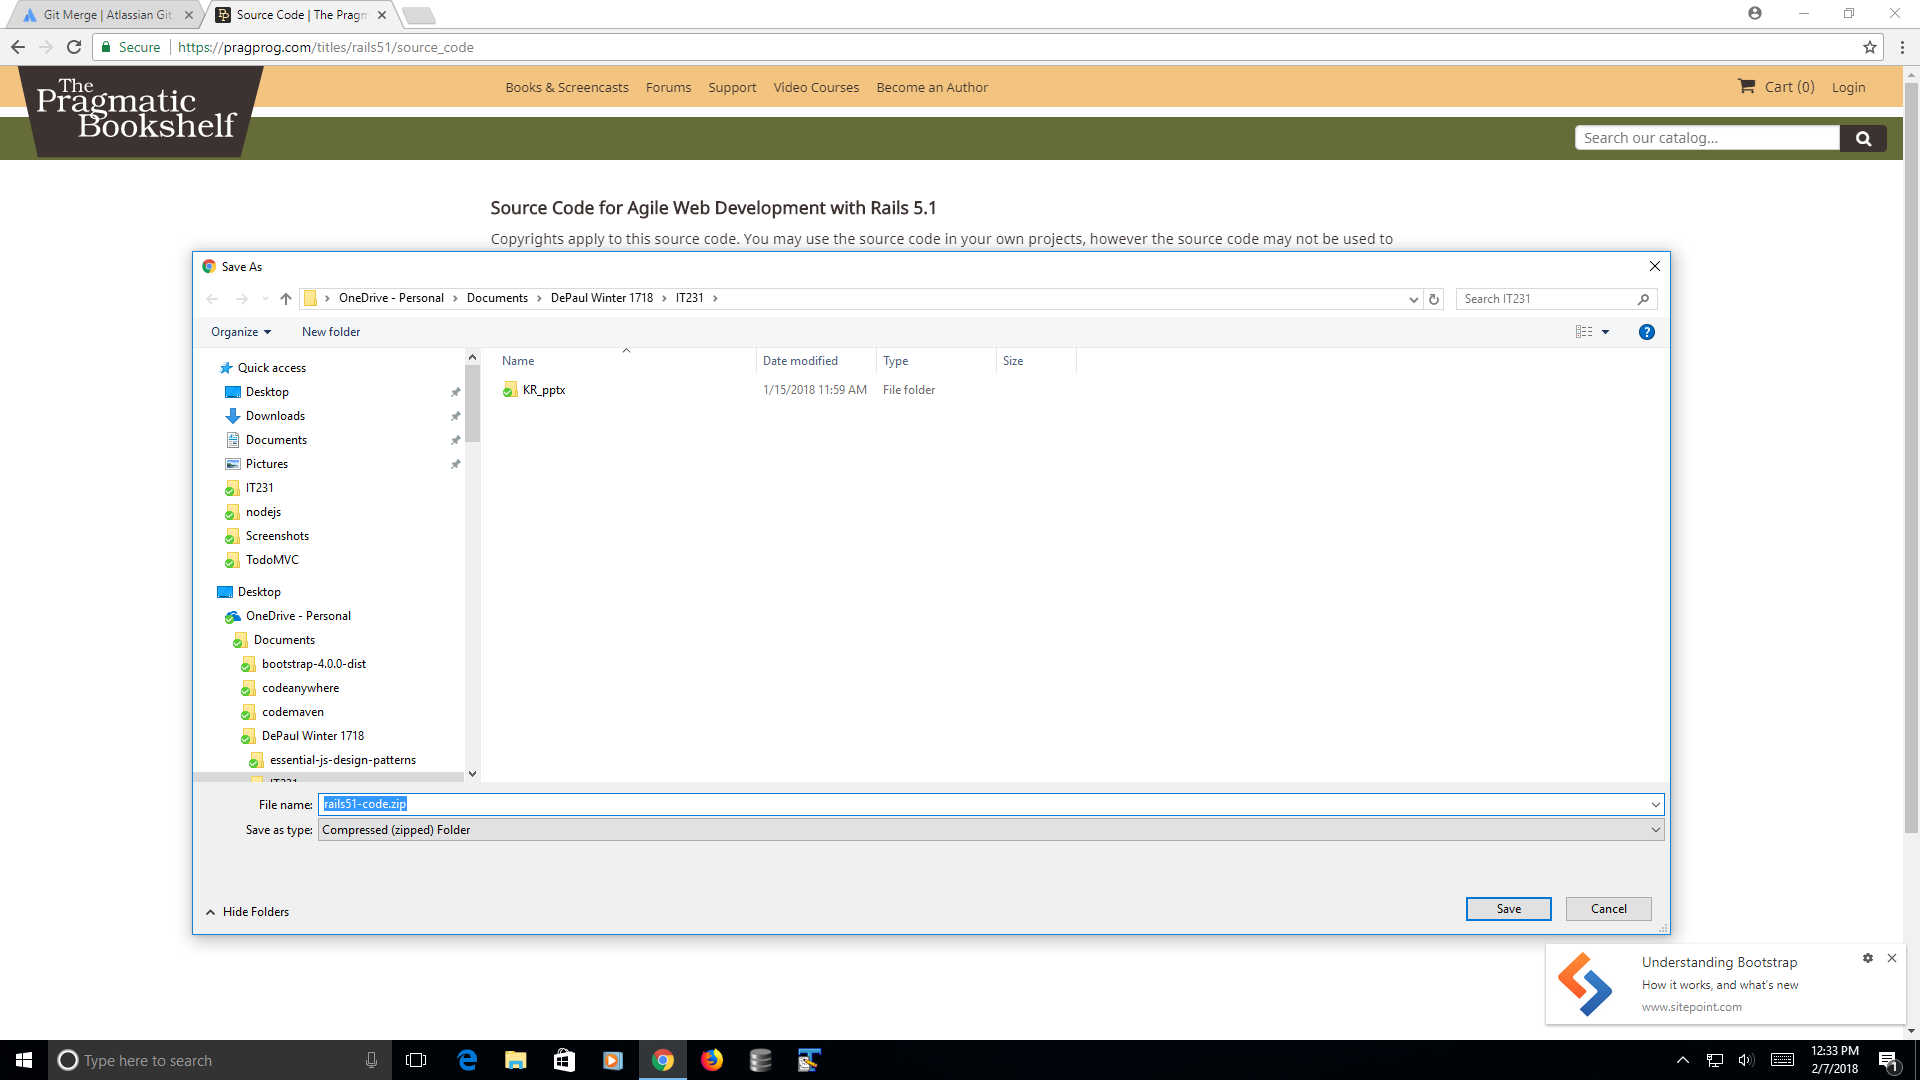 Git Merge | Atlassian Git
Source Code | The Pragm
Secure
https://pragprog.com/titles/rails51/source_code
The
Pragmatic
Bookshelf
Books & Screencasts
Forums
Support
Video Courses
Become an Author
Cart (0)
Login
Search our catalog...
Source Code for Agile Web Development with Rails 5.1
Copyrights apply to this source code. You may use the source code in your own projects, however the source code may not be used to
Save As
OneDrive - Personal
Documents
DePaul Winter 1718
IT231
Search IT231
Organize
New folder
Name
Date modified
Type
Size
KR_pptx
1/15/2018 11:59 AM
File folder
Quick access
Desktop
Downloads
Documents
Pictures
IT231
nodejs
Screenshots
TodoMVC
Desktop
OneDrive - Personal
Documents
bootstrap-4.0.0-dist
codeanywhere
codemaven
DePaul Winter 1718
essential-js-design-patterns
IT231
File name: rails51-code.zip
Save as type: Compressed (zipped) Folder
Hide Folders
Save
Cancel
Understanding Bootstrap
How it works, and what's new
www.sitepoint.com
Type here to search
12:33 PM
2/7/2018
1